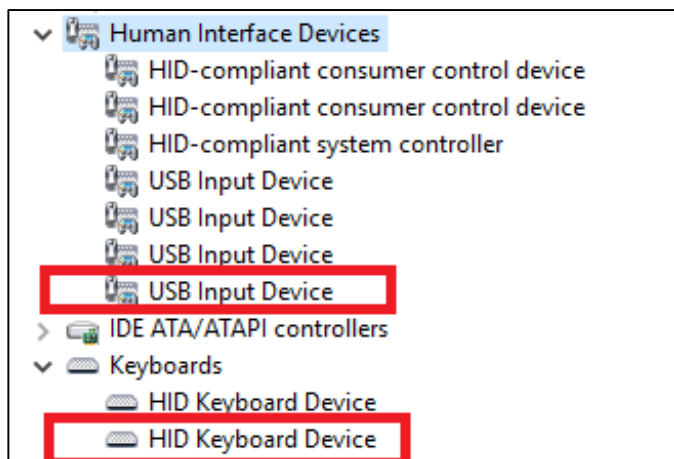 Human Interface Devices
HID-compliant consumer control device
HID-compliant consumer control device
HID-compliant system controller
USB Input Device
USB Input Device
USB Input Device
USB Input Device
IDE ATA/ATAPI controllers
Keyboards
HID Keyboard Device
HID Keyboard Device